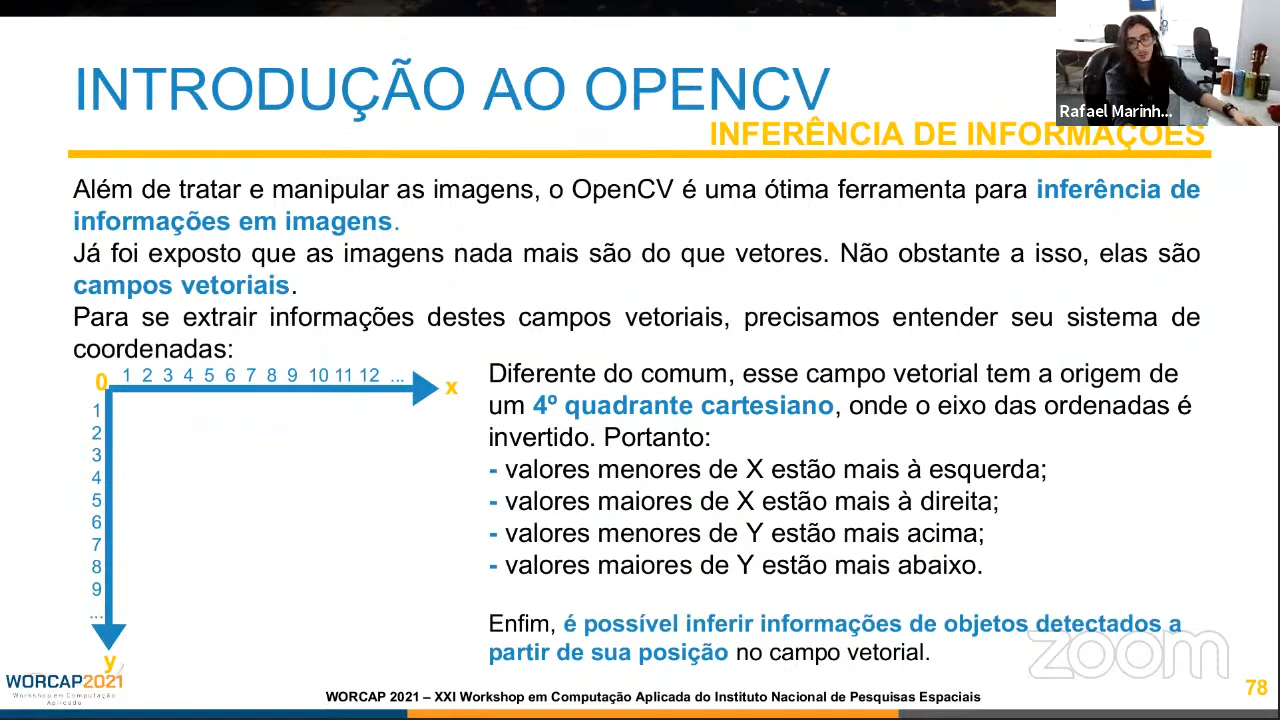 INTRODUÇÃO AO OPENCV
Rafael Marinh...
INFERÊNCIA DE INFORMAÇÕES
Além de tratar e manipular as imagens, o OpenCV é uma ótima ferramenta para inferência de
informações em imagens.
Já foi exposto que as imagens nada mais são do que vetores. Não obstante a isso, elas são
campos vetoriais.
Para se extrair informações destes campos vetoriais, precisamos entender seu sistema de
coordenadas:
0 1 2 3 4 5 6 7 8 9 10 11 12 ... x
1
2
3
4
5
6
7
8
9
...
y
Diferente do comum, esse campo vetorial tem a origem de
um 4º quadrante cartesiano, onde o eixo das ordenadas é
invertido. Portanto:
- valores menores de X estão mais à esquerda;
- valores maiores de X estão mais à direita;
- valores menores de Y estão mais acima;
- valores maiores de Y estão mais abaixo.
Enfim, é possível inferir informações de objetos detectados a
partir de sua posição no campo vetorial.
zoom
WORCAP2021
Workshop em Computação
Aplicada
WORCAP 2021 – XXI Workshop em Computação Aplicada do Instituto Nacional de Pesquisas Espaciais
78